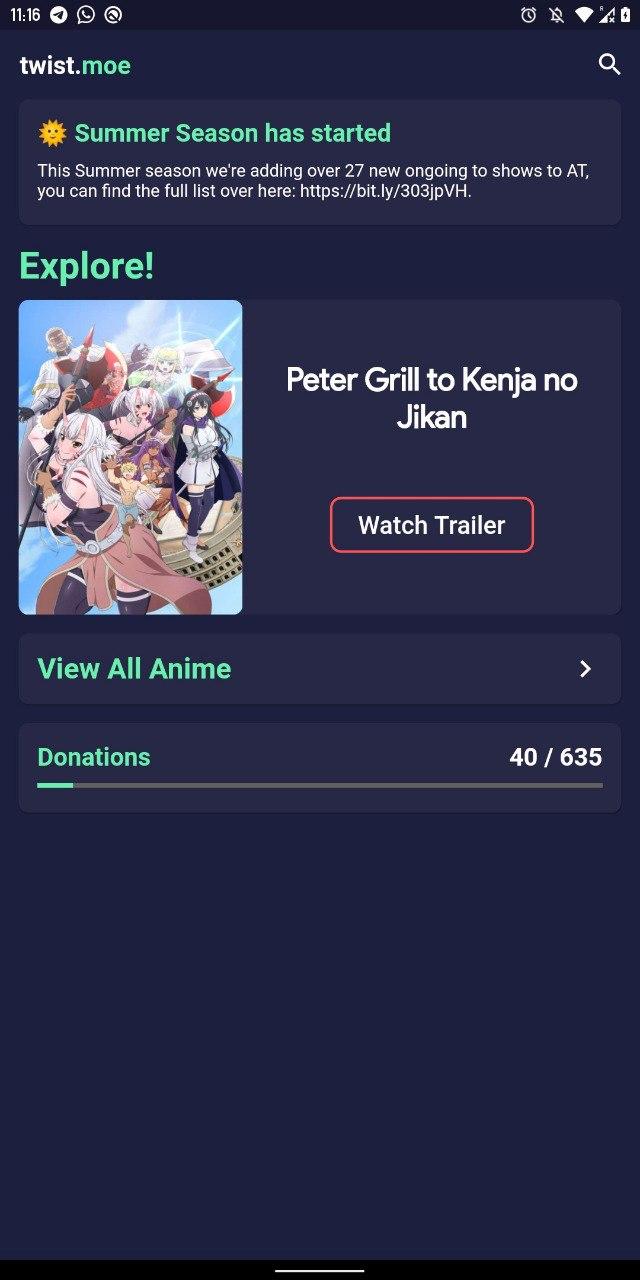 11:16
twist.moe
🌞 Summer Season has started
This Summer season we're adding over 27 new ongoing to shows to AT,
you can find the full list over here: https://bit.ly/303jpVH.
Explore!
Peter Grill to Kenja no
Jikan
Watch Trailer
View All Anime
Donations 40 / 635